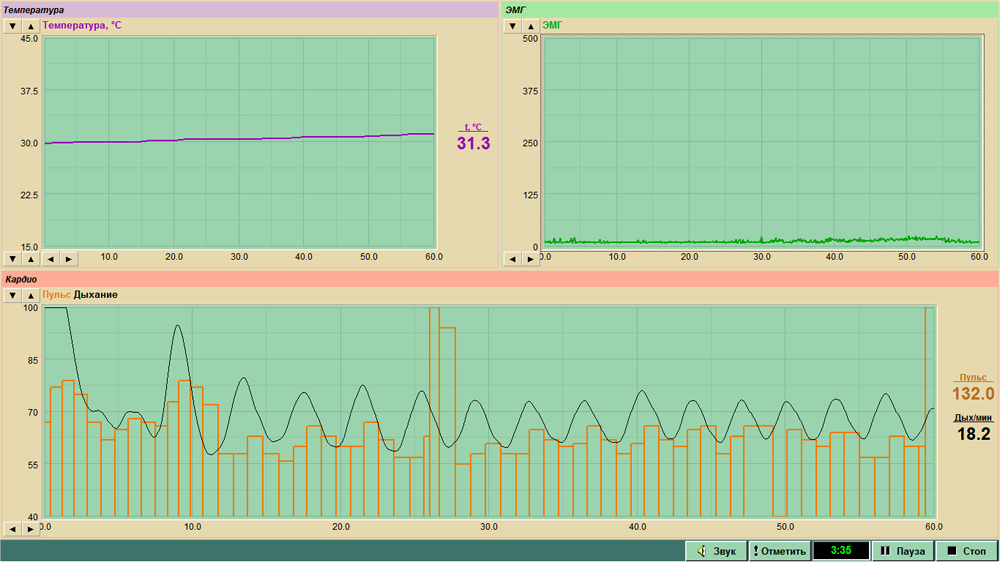 Температура
Температура, °C
45.0
37.5
30.0
22.5
15.0
10.0 20.0 30.0 40.0 50.0 60.0
t, °C
31.3
ЭМГ
ЭМГ
500
375
250
125
0
0.0 10.0 20.0 30.0 40.0 50.0 60.0
Кардио
Пульс Дыхание
100
85
70
55
40
0.0 10.0 20.0 30.0 40.0 50.0 60.0
Пульс
132.0
Дых/мин
18.2
Звук ! Отметить 3:35 Пауза Стоп